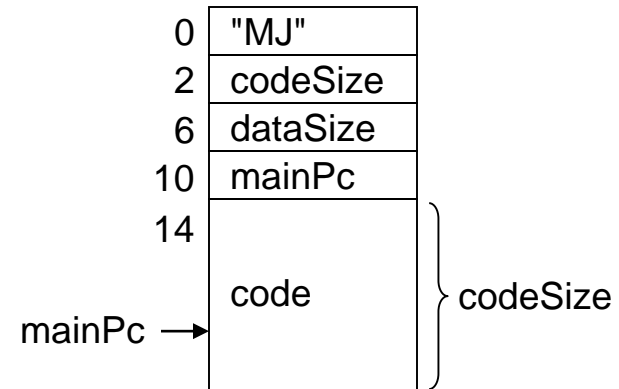 0 "MJ"
2 codeSize
6 dataSize
10 mainPc
14
code codeSize
mainPc